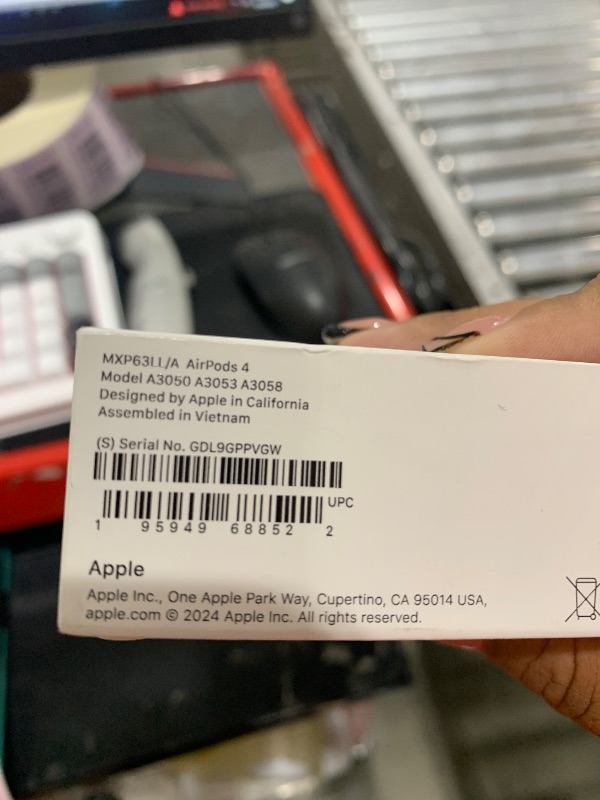 MXP63LL/A AirPods 4
Model A3050 A3053 A3058
Designed by Apple in California
Assembled in Vietnam
(S) Serial No. GDL9GPPVGW
UPC
1 95949 68852 2
Apple
Apple Inc., One Apple Park Way, Cupertino, CA 95014 USA,
apple.com © 2024 Apple Inc. All rights reserved.